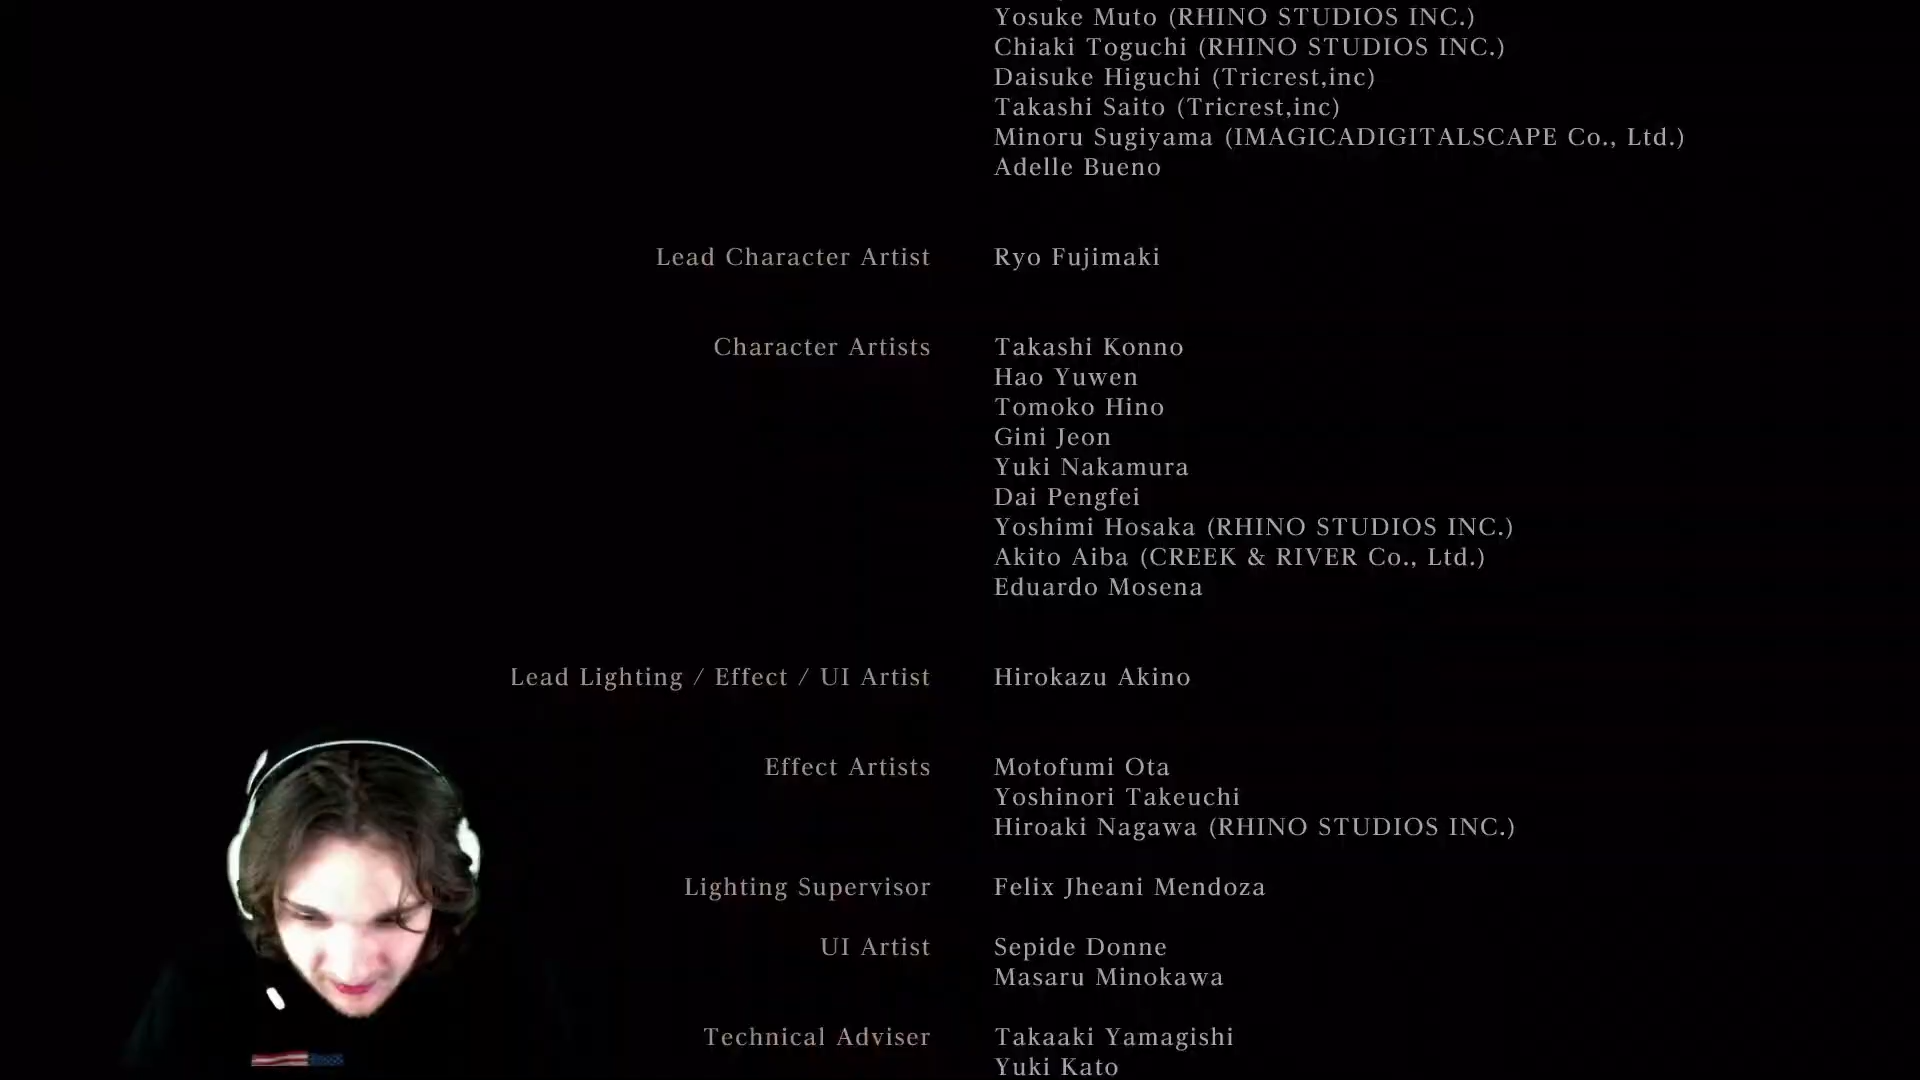 Yosuke Muto (RHINO STUDIOS INC.)
Chiaki Toguchi (RHINO STUDIOS INC.)
Daisuke Higuchi (Tricrest,inc)
Takashi Saito (Tricrest,inc)
Minoru Sugiyama (IMAGICADIGITALSCAPE Co., Ltd.)
Adelle Bueno
Lead Character Artist Ryo Fujimaki
Character Artists Takashi Konno
Hao Yuwen
Tomoko Hino
Gini Jeon
Yuki Nakamura
Dai Pengfei
Yoshimi Hosaka (RHINO STUDIOS INC.)
Akito Aiba (CREEK & RIVER Co., Ltd.)
Eduardo Mosena
Lead Lighting / Effect / UI Artist Hirokazu Akino
Effect Artists Motofumi Ota
Yoshinori Takeuchi
Hiroaki Nagawa (RHINO STUDIOS INC.)
Lighting Supervisor Felix Jheani Mendoza
UI Artist Sepide Donne
Masaru Minokawa
Technical Adviser Takaaki Yamagishi
Yuki Kato